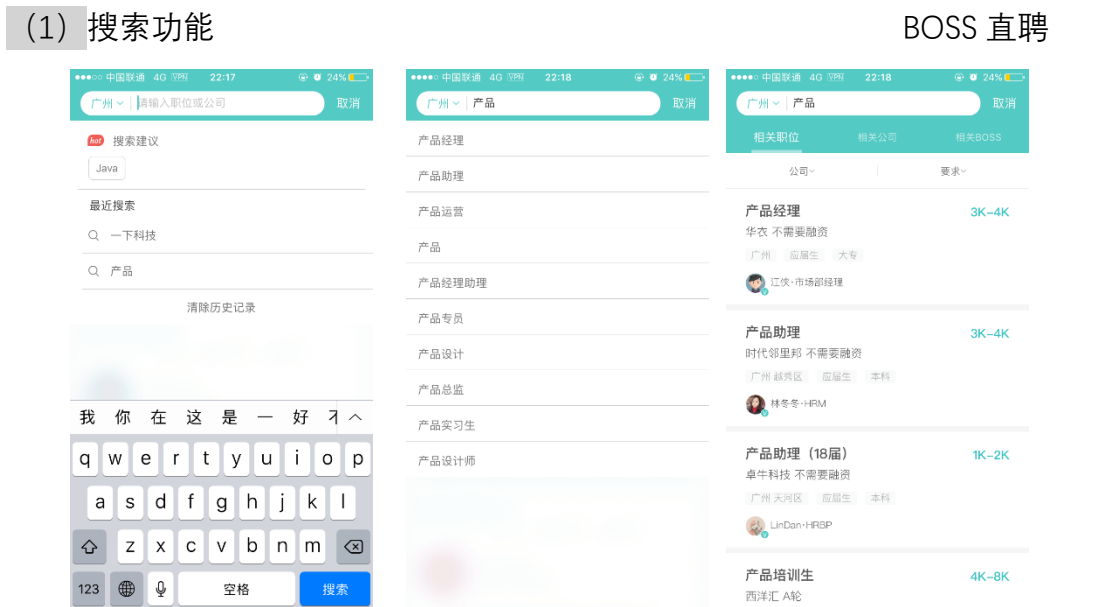 （1）搜索功能
BOSS 直聘
中国联通 4G VPN 22:17 24%
广州 请输入职位或公司 取消
hot 搜索建议
Java
最近搜索
一下科技
产品
清除历史记录
我 你 在 这 是 一 好 不
q w e r t y u i o p
a s d f g h j k l
z x c v b n m
123 空格 搜索
中国联通 4G VPN 22:18 24%
广州 产品 取消
产品经理
产品助理
产品运营
产品
产品经理助理
产品专员
产品设计
产品总监
产品实习生
产品设计师
中国联通 4G VPN 22:18 24%
广州 产品 取消
相关职位 相关公司 相关BOSS
公司 要求
产品经理 3K-4K
华衣 不需要融资
广州 应届生 大专
江侠·市场部经理
产品助理 3K-4K
时代邻里邦 不需要融资
广州 越秀区 应届生 本科
林冬冬·HRM
产品助理（18届） 1K-2K
卓牛科技 不需要融资
广州 天河区 应届生 本科
LinDan·HRBP
产品培训生 4K-8K
西洋汇 A轮